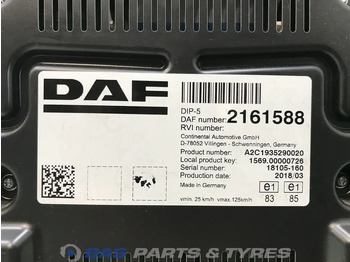 DAF
DIP-5
DAF number: 2161588
RVI number:
Continental Automotive GmbH
D-78052 Villingen - Schwenningen, Germany
Product number: A2C1935290020
Local product key: 1569.00000726
Serial number: 18105-160
Production date: 2018/03
Made in Germany
e1 e1
vmin. 25 km/h vmax.125km/h 83 85
BAS PARTS